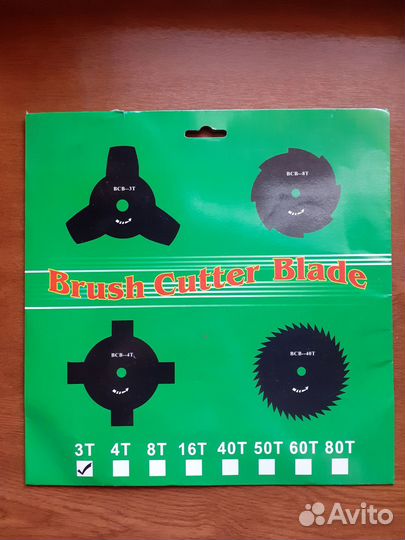 BCB--3T
BCB--8T
Brush Cutter Blade
BCB--4T
BCB--40T
3T 4T 8T 16T 40T 50T 60T 80T
Avito